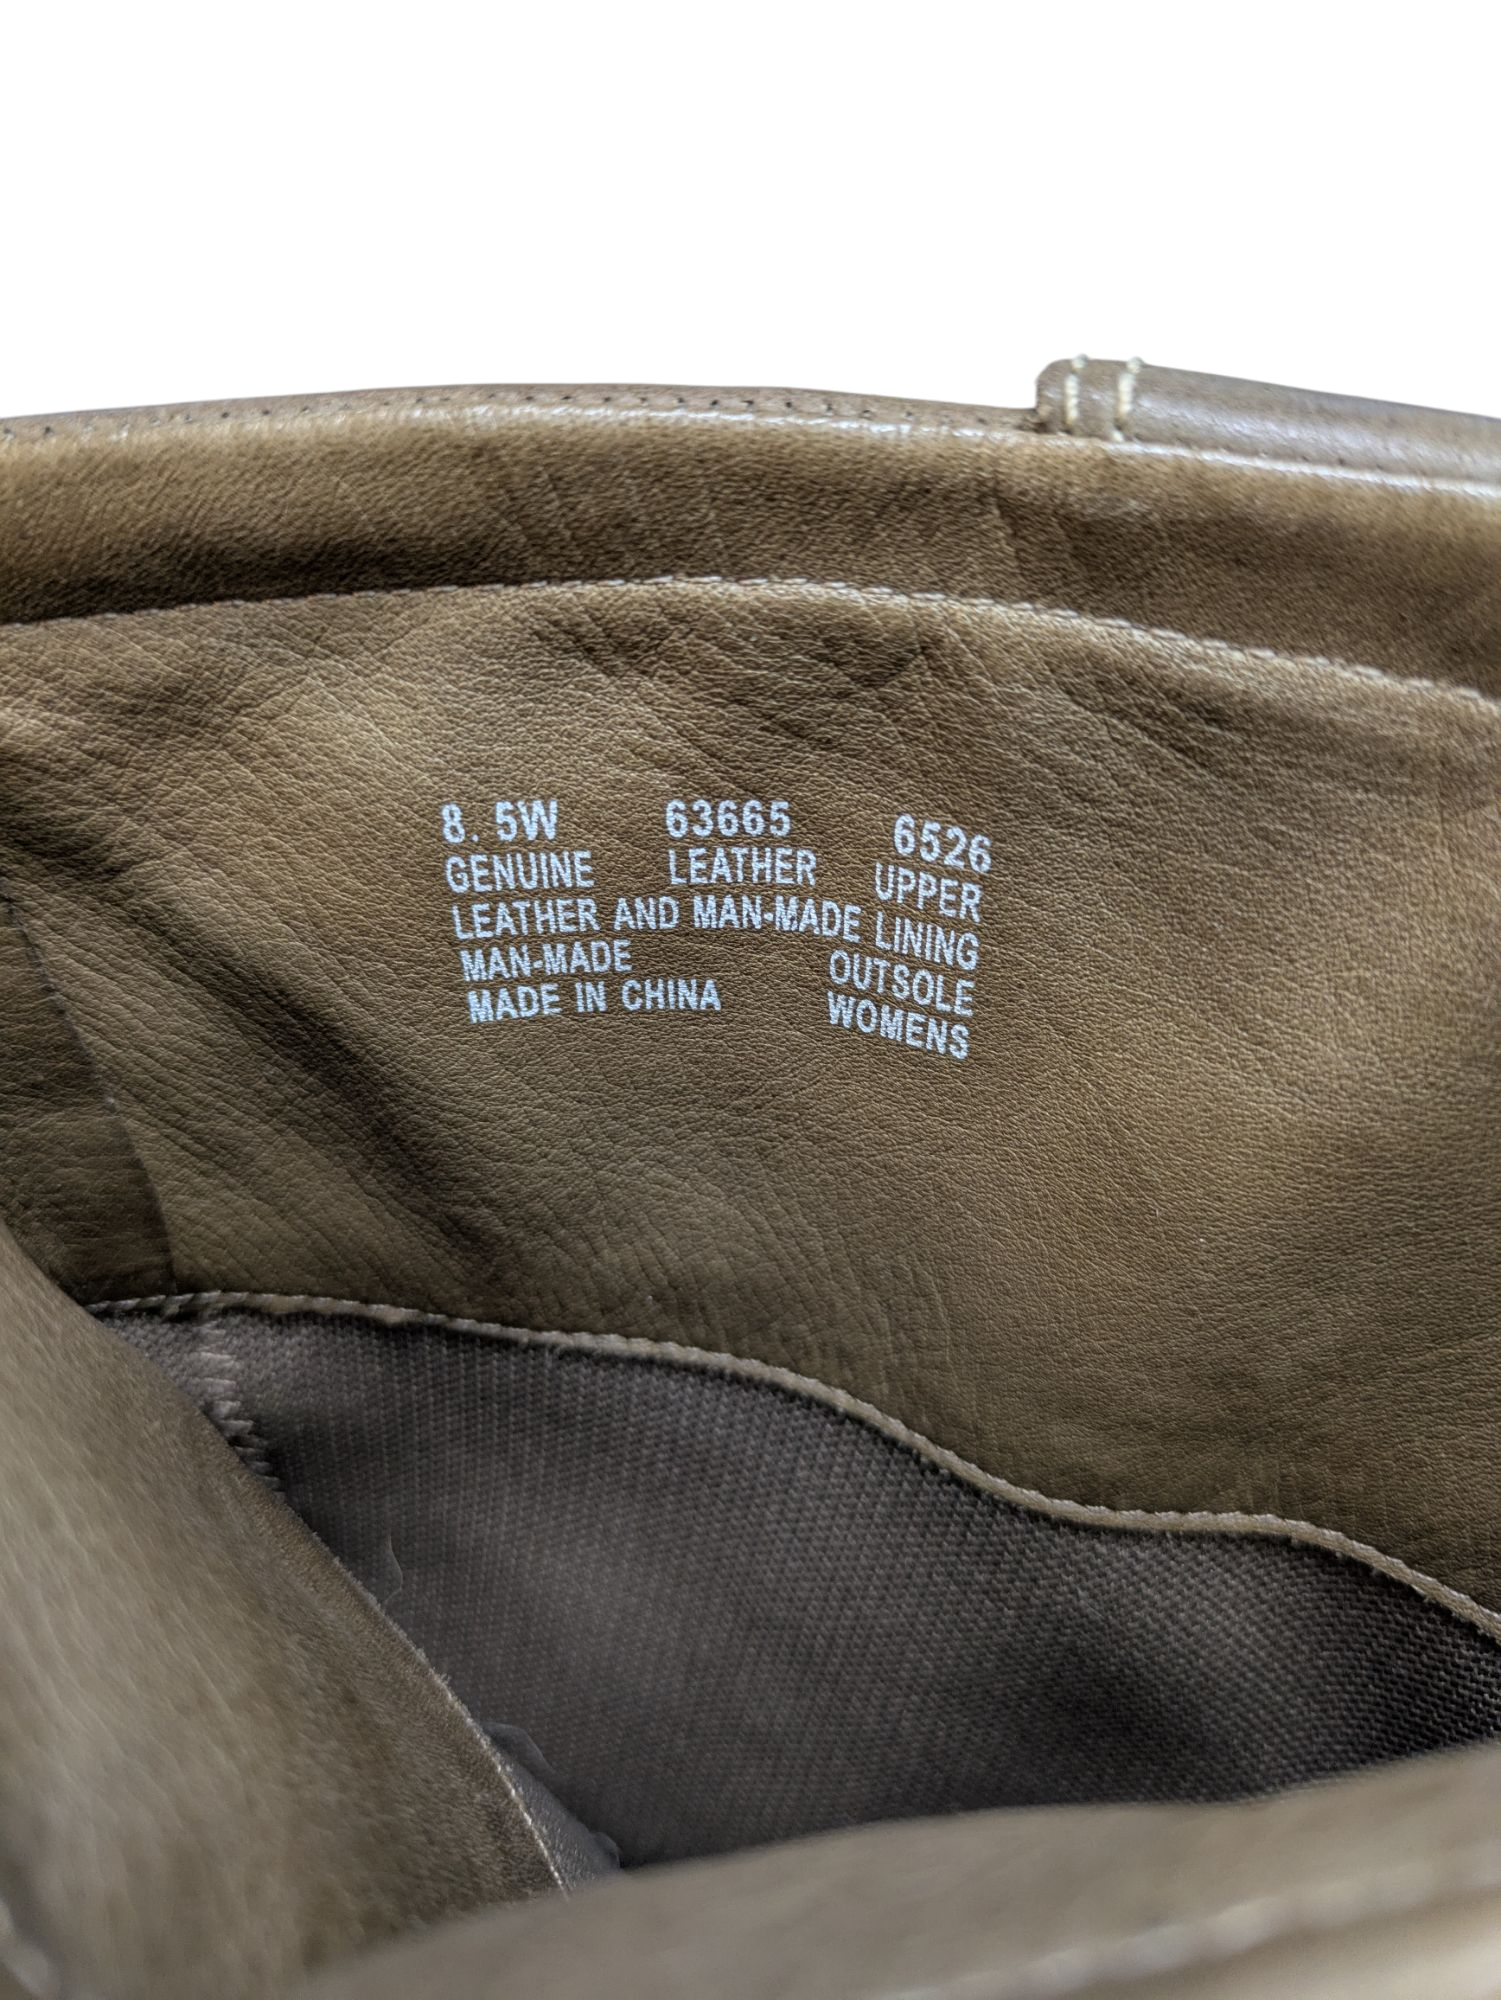 8.5W 63665 6526
GENUINE LEATHER UPPER
LEATHER AND MAN-MADE LINING
MAN-MADE OUTSOLE
MADE IN CHINA WOMENS